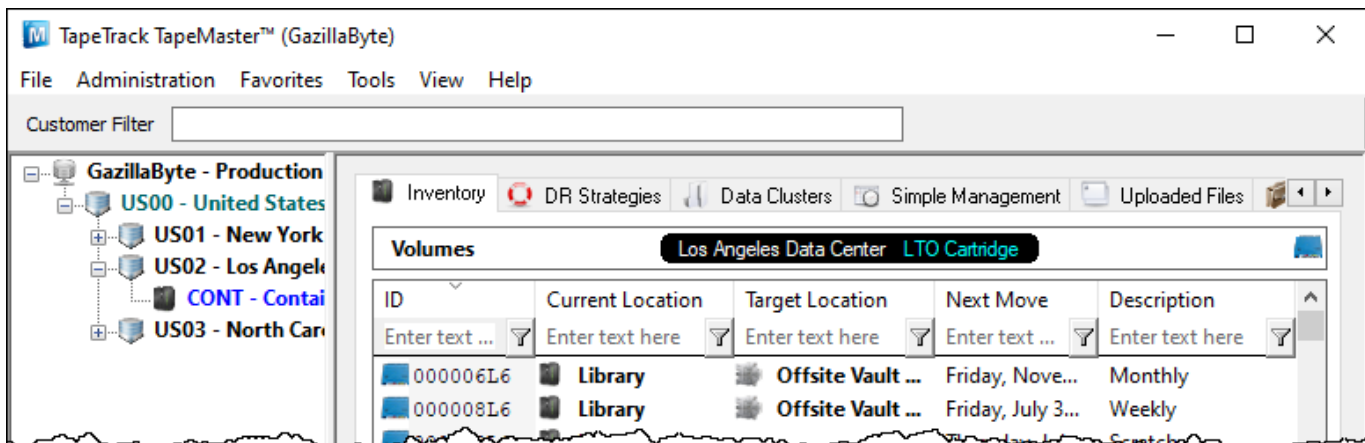 TapeTrack TapeMaster™ (GazillaByte)
File Administration Favorites Tools View Help
Customer Filter
GazillaByte - Production
US00 - United States
US01 - New York
US02 - Los Angele
CONT - Contai
US03 - North Car
Inventory DR Strategies Data Clusters Simple Management Uploaded Files
Volumes Los Angeles Data Center LTO Cartridge
ID Current Location Target Location Next Move Description
Enter text ... Enter text here Enter text here Enter text ... Enter text here
000006L6 Library Offsite Vault ... Friday, Nove... Monthly
000008L6 Library Offsite Vault ... Friday, July 3... Weekly